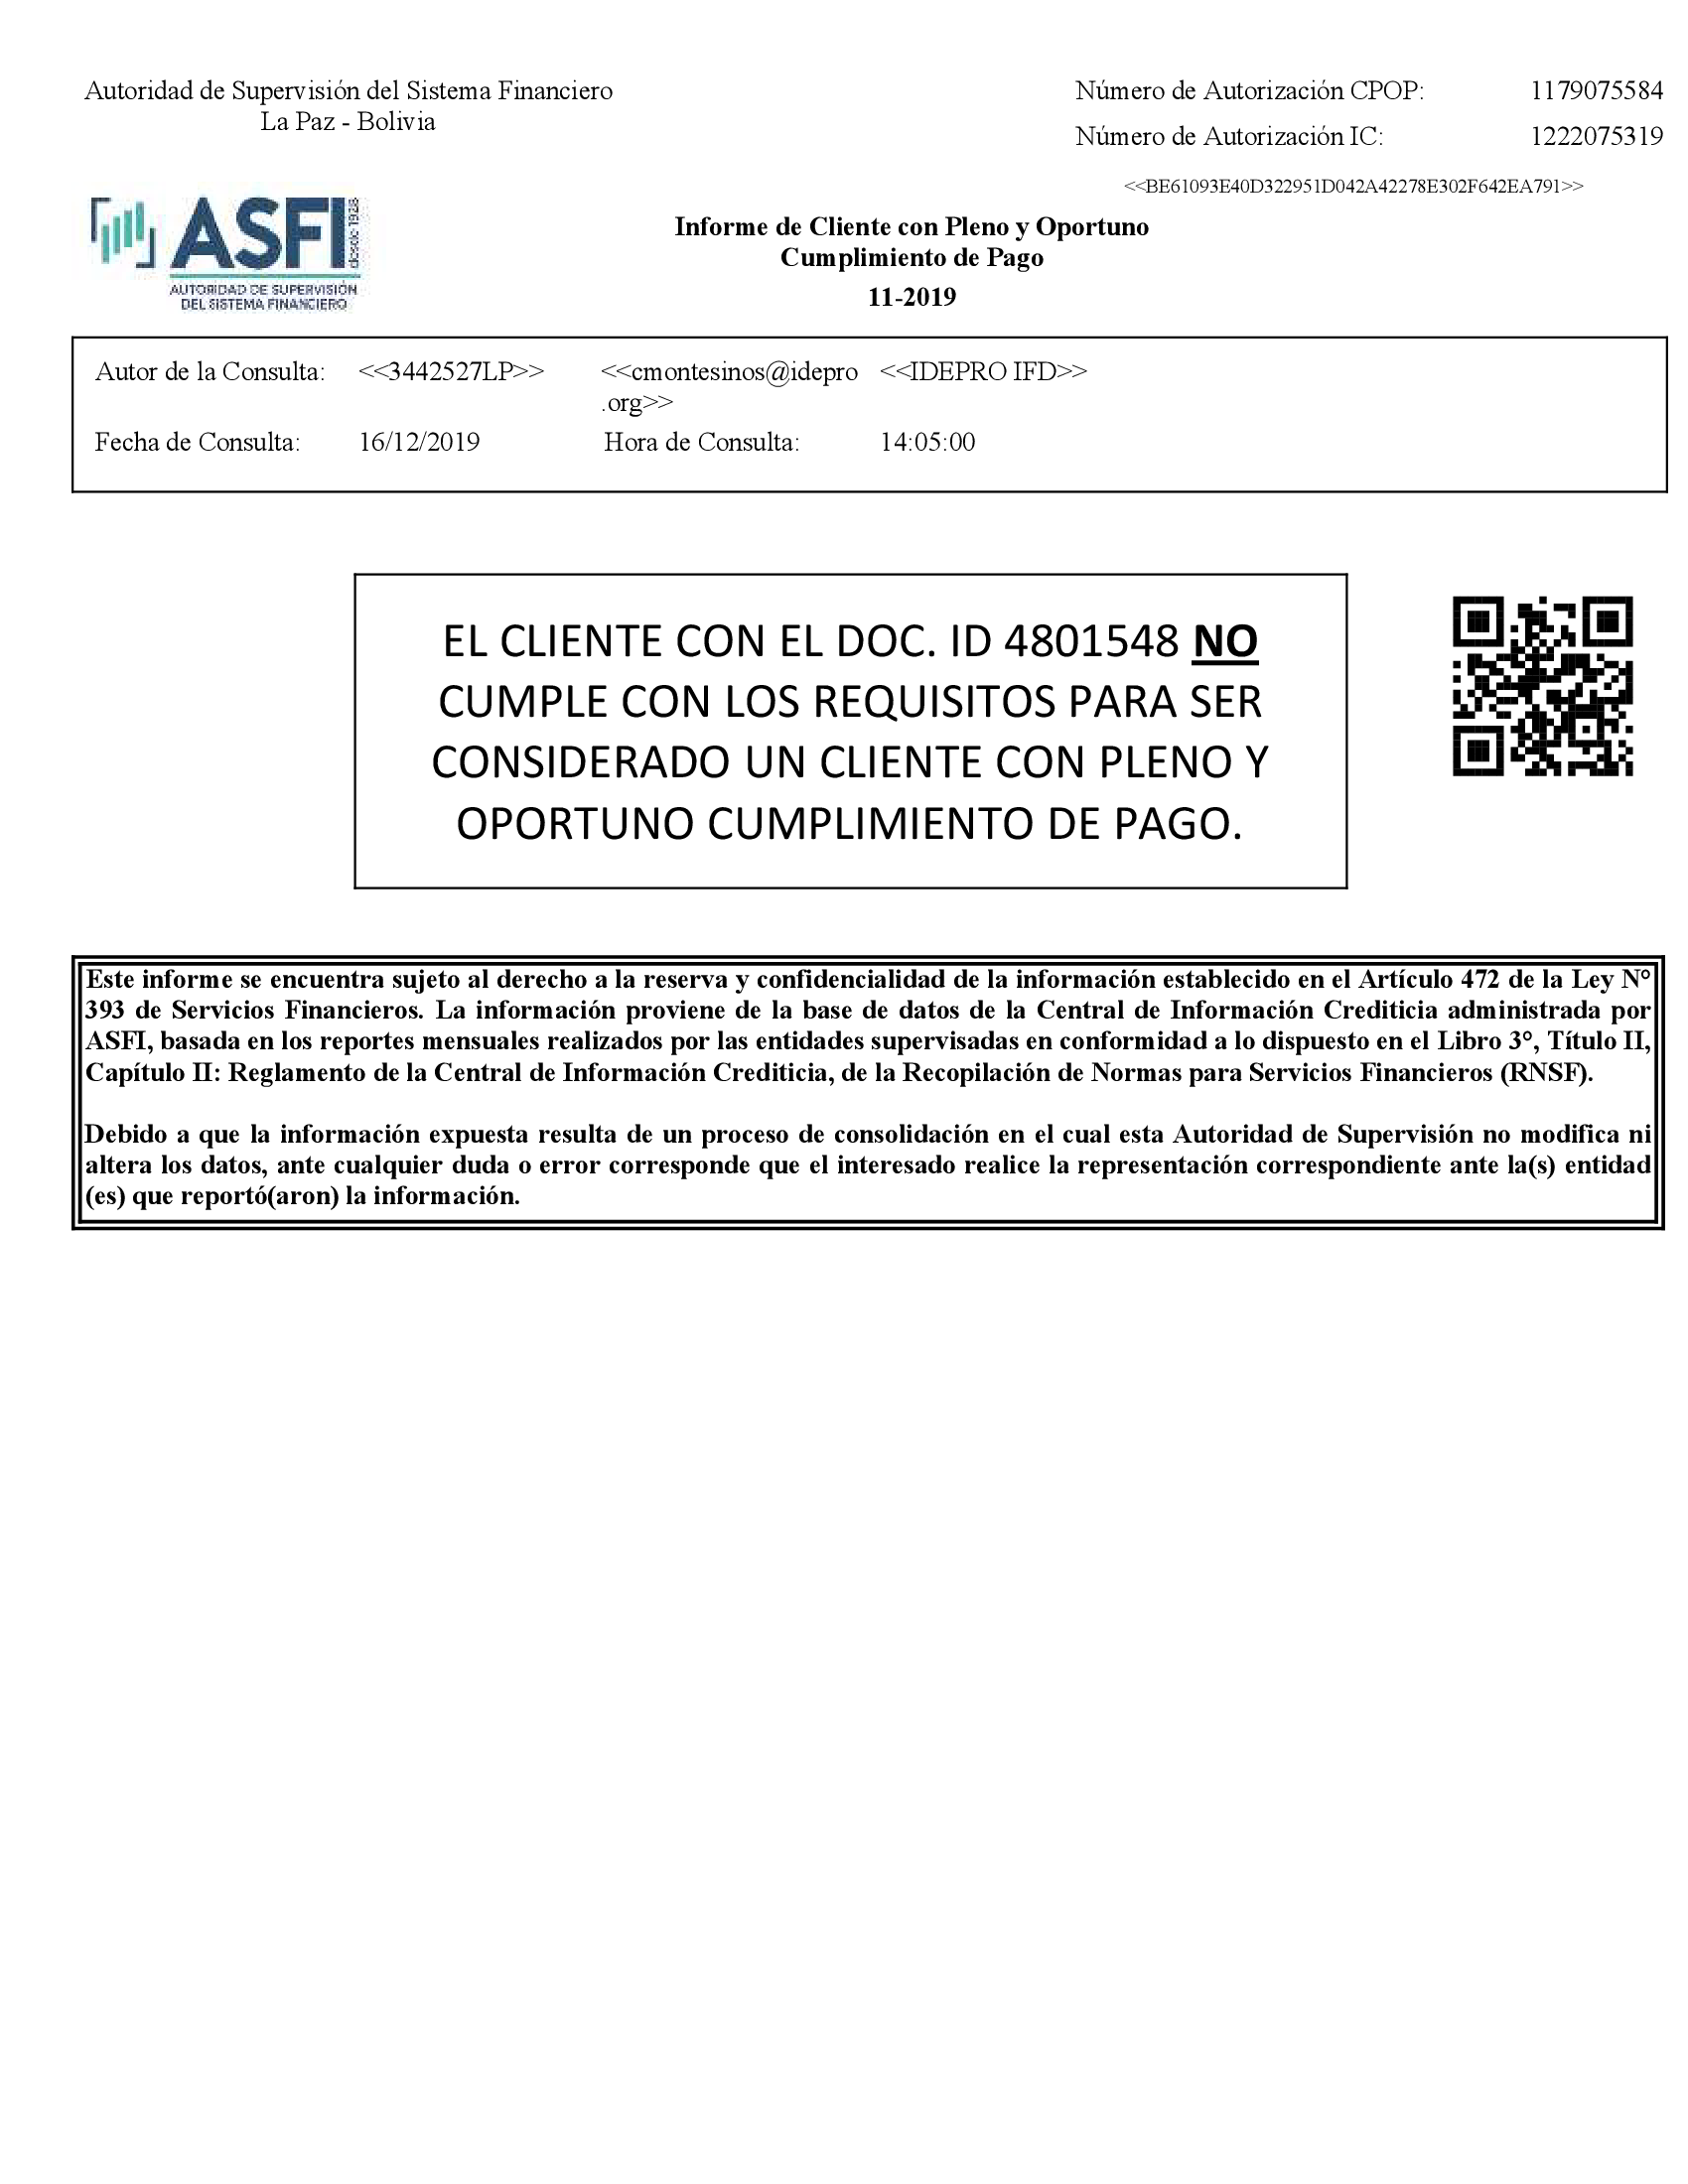 Autoridad de Supervisión del Sistema Financiero
La Paz - Bolivia
Número de Autorización CPOP: 1179075584
Número de Autorización IC: 1222075319
<<BE61093E40D322951D042A42278E302F642EA791>>
ASFI
desde 1928
AUTORIDAD DE SUPERVISIÓN
DEL SISTEMA FINANCIERO
Informe de Cliente con Pleno y Oportuno
Cumplimiento de Pago
11-2019
Autor de la Consulta: <<3442527LP>> <<cmontesinos@idepro <<IDEPRO IFD>>
.org>>
Fecha de Consulta: 16/12/2019 Hora de Consulta: 14:05:00
EL CLIENTE CON EL DOC. ID 4801548 NO
CUMPLE CON LOS REQUISITOS PARA SER
CONSIDERADO UN CLIENTE CON PLENO Y
OPORTUNO CUMPLIMIENTO DE PAGO.
Este informe se encuentra sujeto al derecho a la reserva y confidencialidad de la información establecido en el Artículo 472 de la Ley N°
393 de Servicios Financieros. La información proviene de la base de datos de la Central de Información Crediticia administrada por
ASFI, basada en los reportes mensuales realizados por las entidades supervisadas en conformidad a lo dispuesto en el Libro 3°, Título II,
Capítulo II: Reglamento de la Central de Información Crediticia, de la Recopilación de Normas para Servicios Financieros (RNSF).
Debido a que la información expuesta resulta de un proceso de consolidación en el cual esta Autoridad de Supervisión no modifica ni
altera los datos, ante cualquier duda o error corresponde que el interesado realice la representación correspondiente ante la(s) entidad
(es) que reportó(aron) la información.